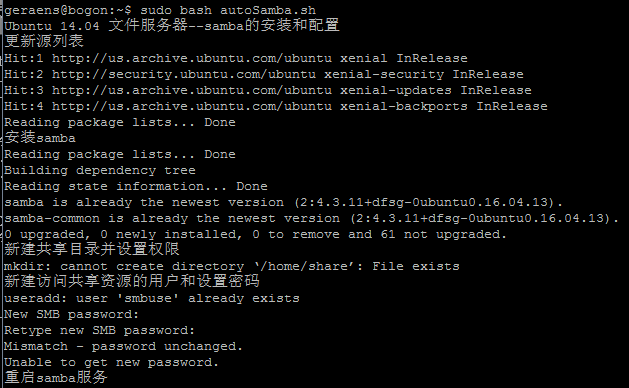 geraens@bogon:~$ sudo bash autoSamba.sh
Ubuntu 14.04 文件服务器--samba的安装和配置
更新源列表
Hit:1 http://us.archive.ubuntu.com/ubuntu xenial InRelease
Hit:2 http://security.ubuntu.com/ubuntu xenial-security InRelease
Hit:3 http://us.archive.ubuntu.com/ubuntu xenial-updates InRelease
Hit:4 http://us.archive.ubuntu.com/ubuntu xenial-backports InRelease
Reading package lists... Done
安装samba
Reading package lists... Done
Building dependency tree
Reading state information... Done
samba is already the newest version (2:4.3.11+dfsg-0ubuntu0.16.04.13).
samba-common is already the newest version (2:4.3.11+dfsg-0ubuntu0.16.04.13).
0 upgraded, 0 newly installed, 0 to remove and 61 not upgraded.
新建共享目录并设置权限
mkdir: cannot create directory ‘/home/share’: File exists
新建访问共享资源的用户和设置密码
useradd: user 'smbuse' already exists
New SMB password:
Retype new SMB password:
Mismatch - password unchanged.
Unable to get new password.
重启samba服务